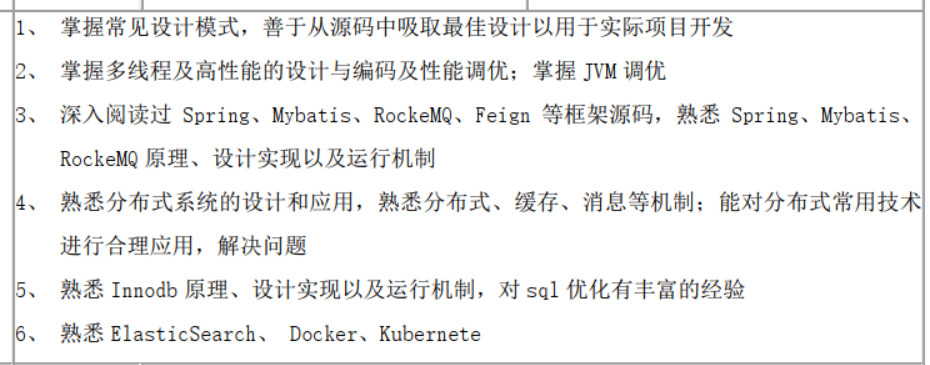 1、 掌握常见设计模式，善于从源码中吸取最佳设计以用于实际项目开发
2、 掌握多线程及高性能的设计与编码及性能调优；掌握 JVM 调优
3、 深入阅读过 Spring、Mybatis、RockeMQ、Feign 等框架源码，熟悉 Spring、Mybatis、
RockeMQ 原理、设计实现以及运行机制
4、 熟悉分布式系统的设计和应用，熟悉分布式、缓存、消息等机制；能对分布式常用技术
进行合理应用，解决问题
5、 熟悉 Innodb 原理、设计实现以及运行机制，对 sql 优化有丰富的经验
6、 熟悉 ElasticSearch、 Docker、Kubernete